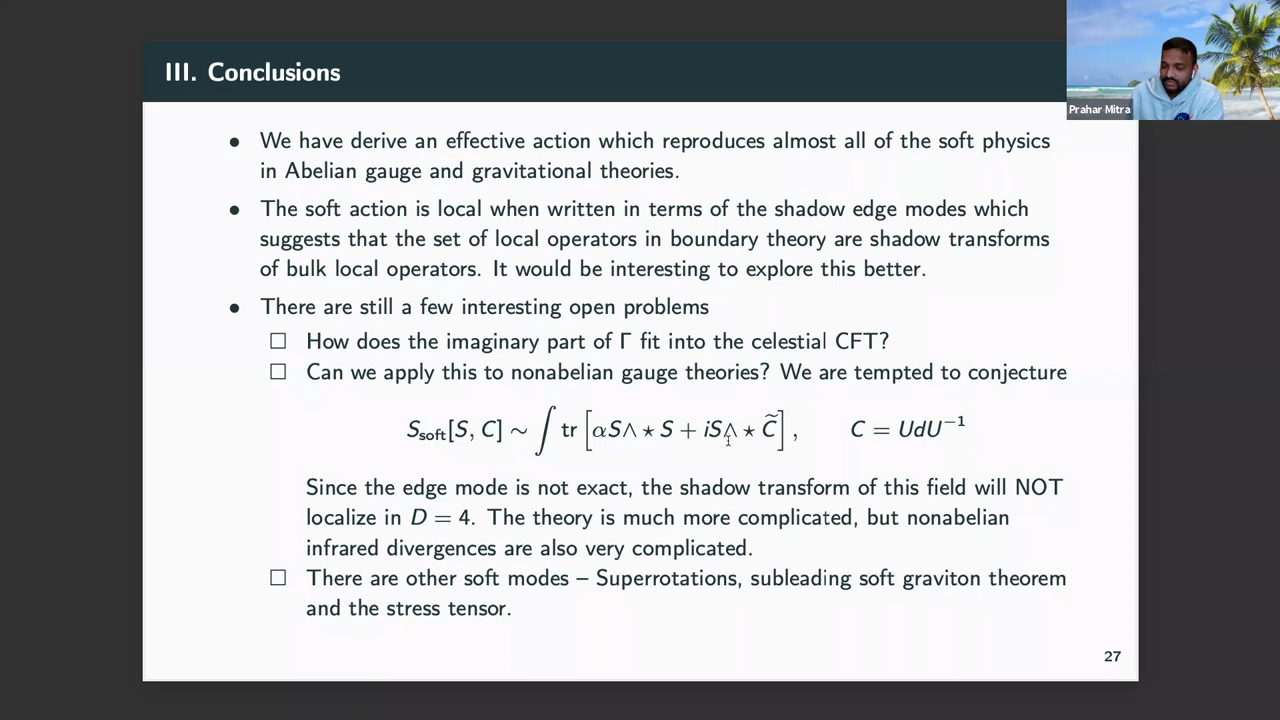 III. Conclusions
Prahar Mitra
• We have derive an effective action which reproduces almost all of the soft physics
in Abelian gauge and gravitational theories.
• The soft action is local when written in terms of the shadow edge modes which
suggests that the set of local operators in boundary theory are shadow transforms
of bulk local operators. It would be interesting to explore this better.
• There are still a few interesting open problems
□ How does the imaginary part of Γ fit into the celestial CFT?
□ Can we apply this to nonabelian gauge theories? We are tempted to conjecture
S_soft[S, C] ∼ ∫ tr [αS∧ ⋆ S + iS∧ ⋆ C̃] , C = UdU⁻¹
Since the edge mode is not exact, the shadow transform of this field will NOT
localize in D = 4. The theory is much more complicated, but nonabelian
infrared divergences are also very complicated.
□ There are other soft modes – Superrotations, subleading soft graviton theorem
and the stress tensor.
27